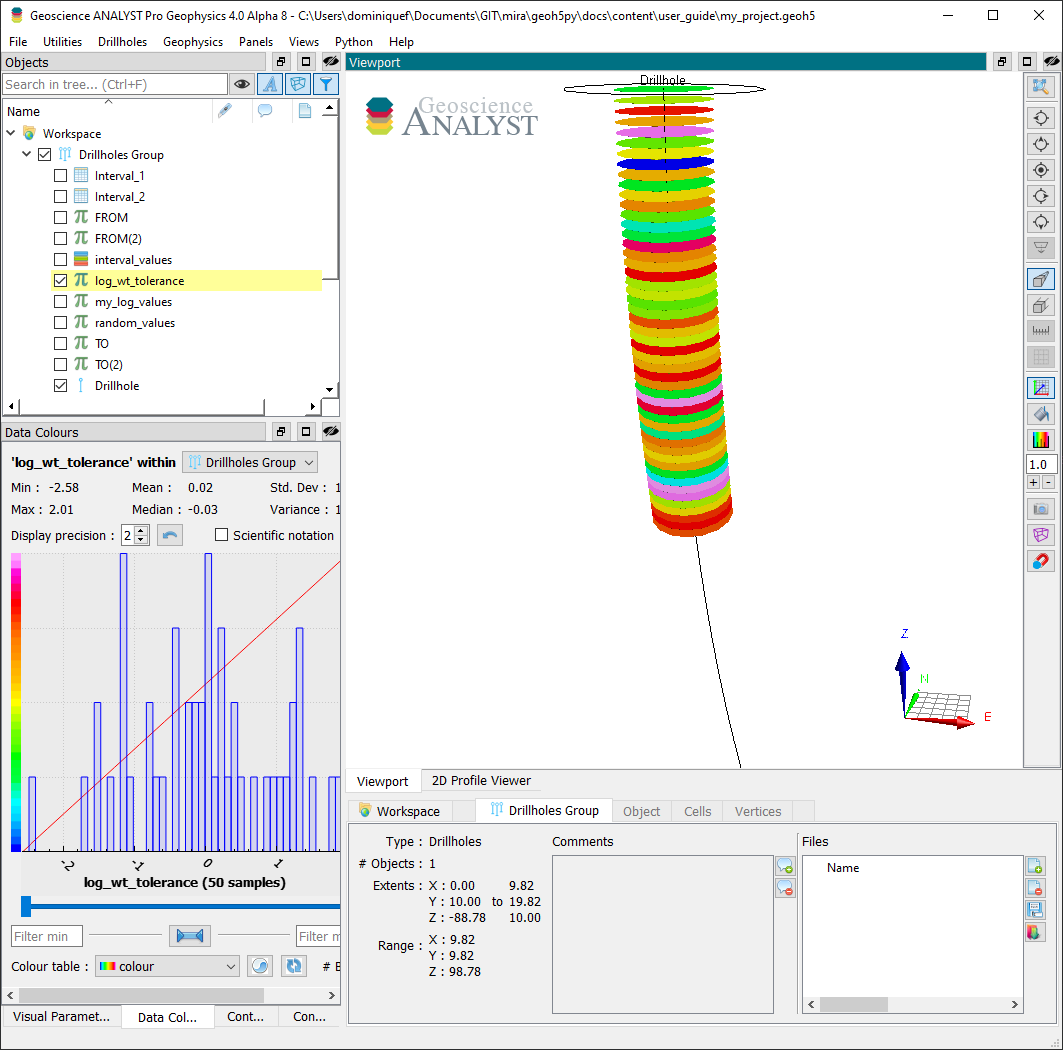 Geoscience ANALYST Pro Geophysics 4.0 Alpha 8 - C:\Users\dominiquef\Documents\GIT\mira\geoh5py\docs\content\user_guide\my_project.geoh5
File Utilities Drillholes Geophysics Panels Views Python Help
Objects
Search in tree... (Ctrl+F)
Name
Workspace
Drillholes Group
Interval_1
Interval_2
FROM
FROM(2)
interval_values
log_wt_tolerance
my_log_values
random_values
TO
TO(2)
Drillhole
Data Colours
'log_wt_tolerance' within Drillholes Group
Min : -2.58 Mean : 0.02 Std. Dev : 1
Max : 2.01 Median : -0.03 Variance : 1
Display precision : 2 Scientific notation
-2 -1 0 1
log_wt_tolerance (50 samples)
Filter min Filter m
Colour table : colour # B
Visual Paramet... Data Col... Cont... Con...
Viewport
Geoscience
ANALYST
Drillhole
Z
N
E
1.0
+ -
Viewport 2D Profile Viewer
Workspace Drillholes Group Object Cells Vertices
Type : Drillholes
# Objects : 1
Extents : X : 0.00 9.82
Y : 10.00 to 19.82
Z : -88.78 10.00
Range : X : 9.82
Y : 9.82
Z : 98.78
Comments
Files
Name